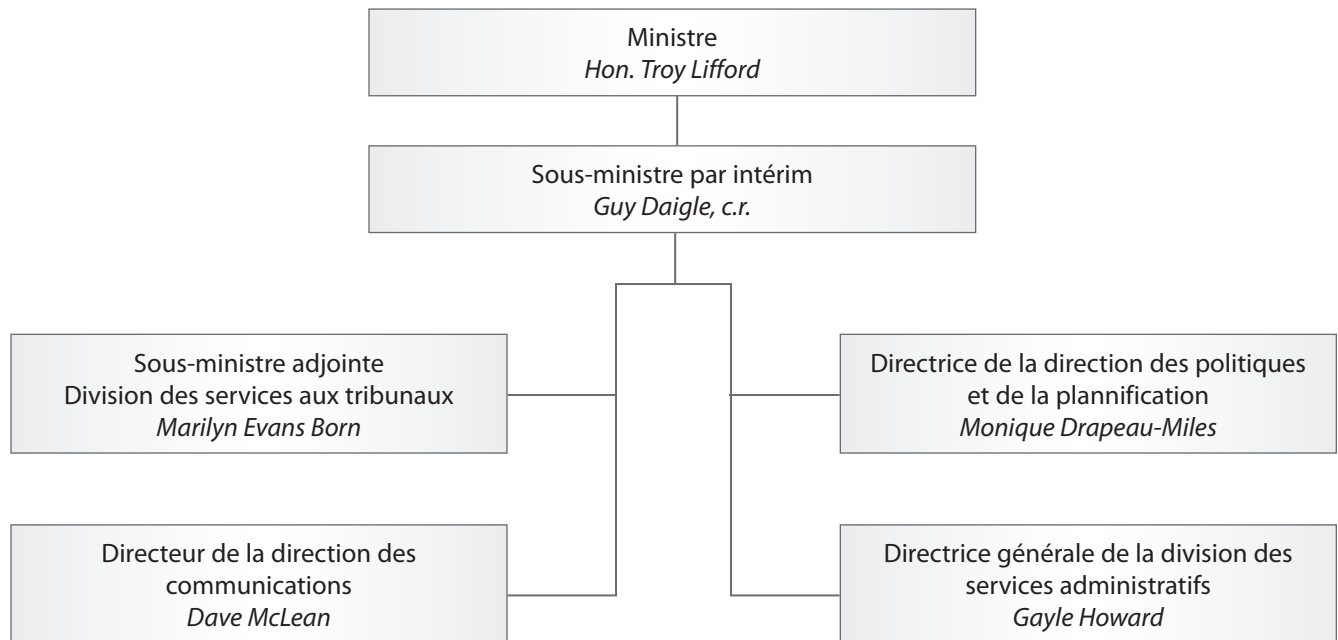 Ministre
Hon. Troy Lifford
Sous-ministre par intérim
Guy Daigle, c.r.
Sous-ministre adjointe
Division des services aux tribunaux
Marilyn Evans Born
Directrice de la direction des politiques
et de la plannification
Monique Drapeau-Miles
Directeur de la direction des
communications
Dave McLean
Directrice générale de la division des
services administratifs
Gayle Howard